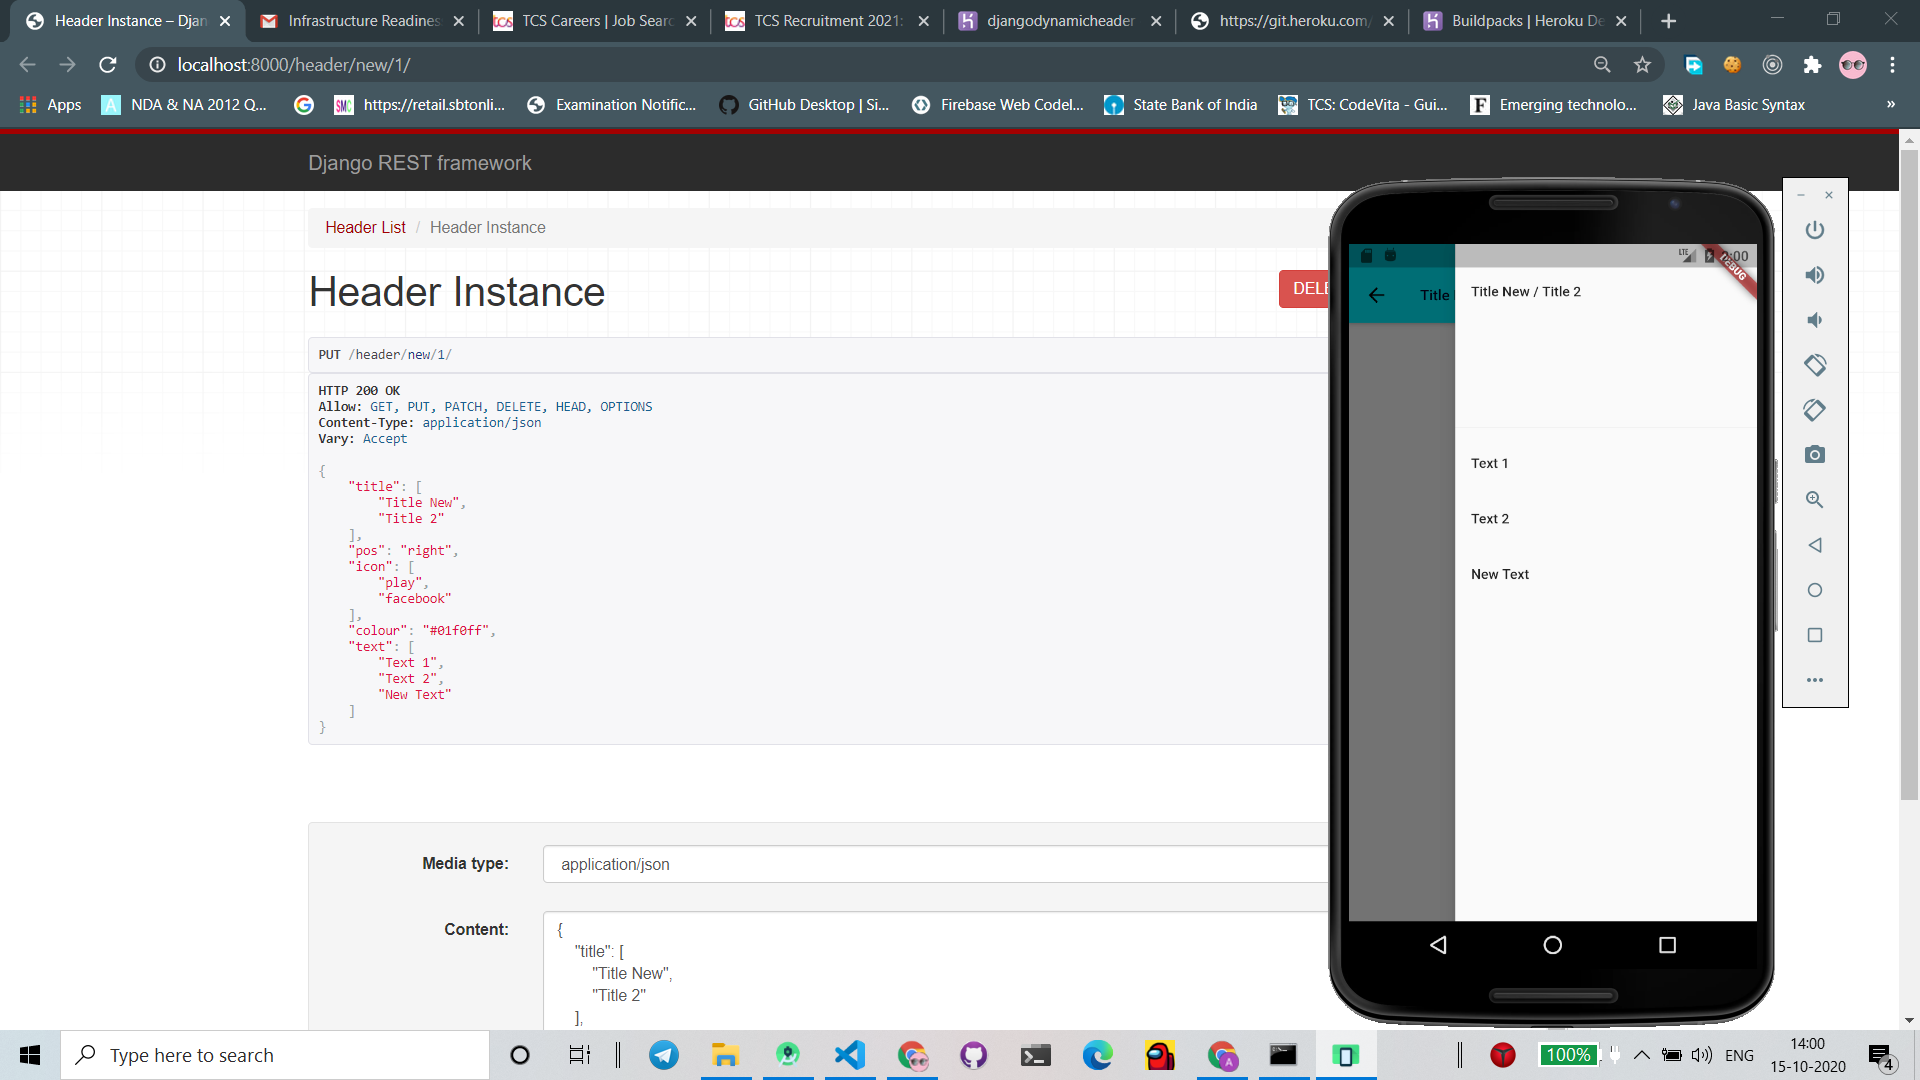 Header Instance – Djan
Infrastructure Readines
TCS Careers | Job Searc
TCS Recruitment 2021:
djangodynamicheader
https://git.heroku.com/
Buildpacks | Heroku De
localhost:8000/header/new/1/
Apps
NDA & NA 2012 Q...
SMC
https://retail.sbtonli...
Examination Notific...
GitHub Desktop | Si...
Firebase Web Codel...
State Bank of India
TCS: CodeVita - Gui...
Emerging technolo...
Java Basic Syntax
»
Django REST framework
Header List / Header Instance
Header Instance
DELE
PUT /header/new/1/
HTTP 200 OK
Allow: GET, PUT, PATCH, DELETE, HEAD, OPTIONS
Content-Type: application/json
Vary: Accept
{
"title": [
"Title New",
"Title 2"
],
"pos": "right",
"icon": [
"play",
"facebook"
],
"colour": "#01f0ff",
"text": [
"Text 1",
"Text 2",
"New Text"
]
}
Media type:
application/json
Content:
{
"title": [
"Title New",
"Title 2"
],
LTE
2:00
DEBUG
Title
Title New / Title 2
Text 1
Text 2
New Text
Type here to search
100%
ENG
14:00
15-10-2020
4